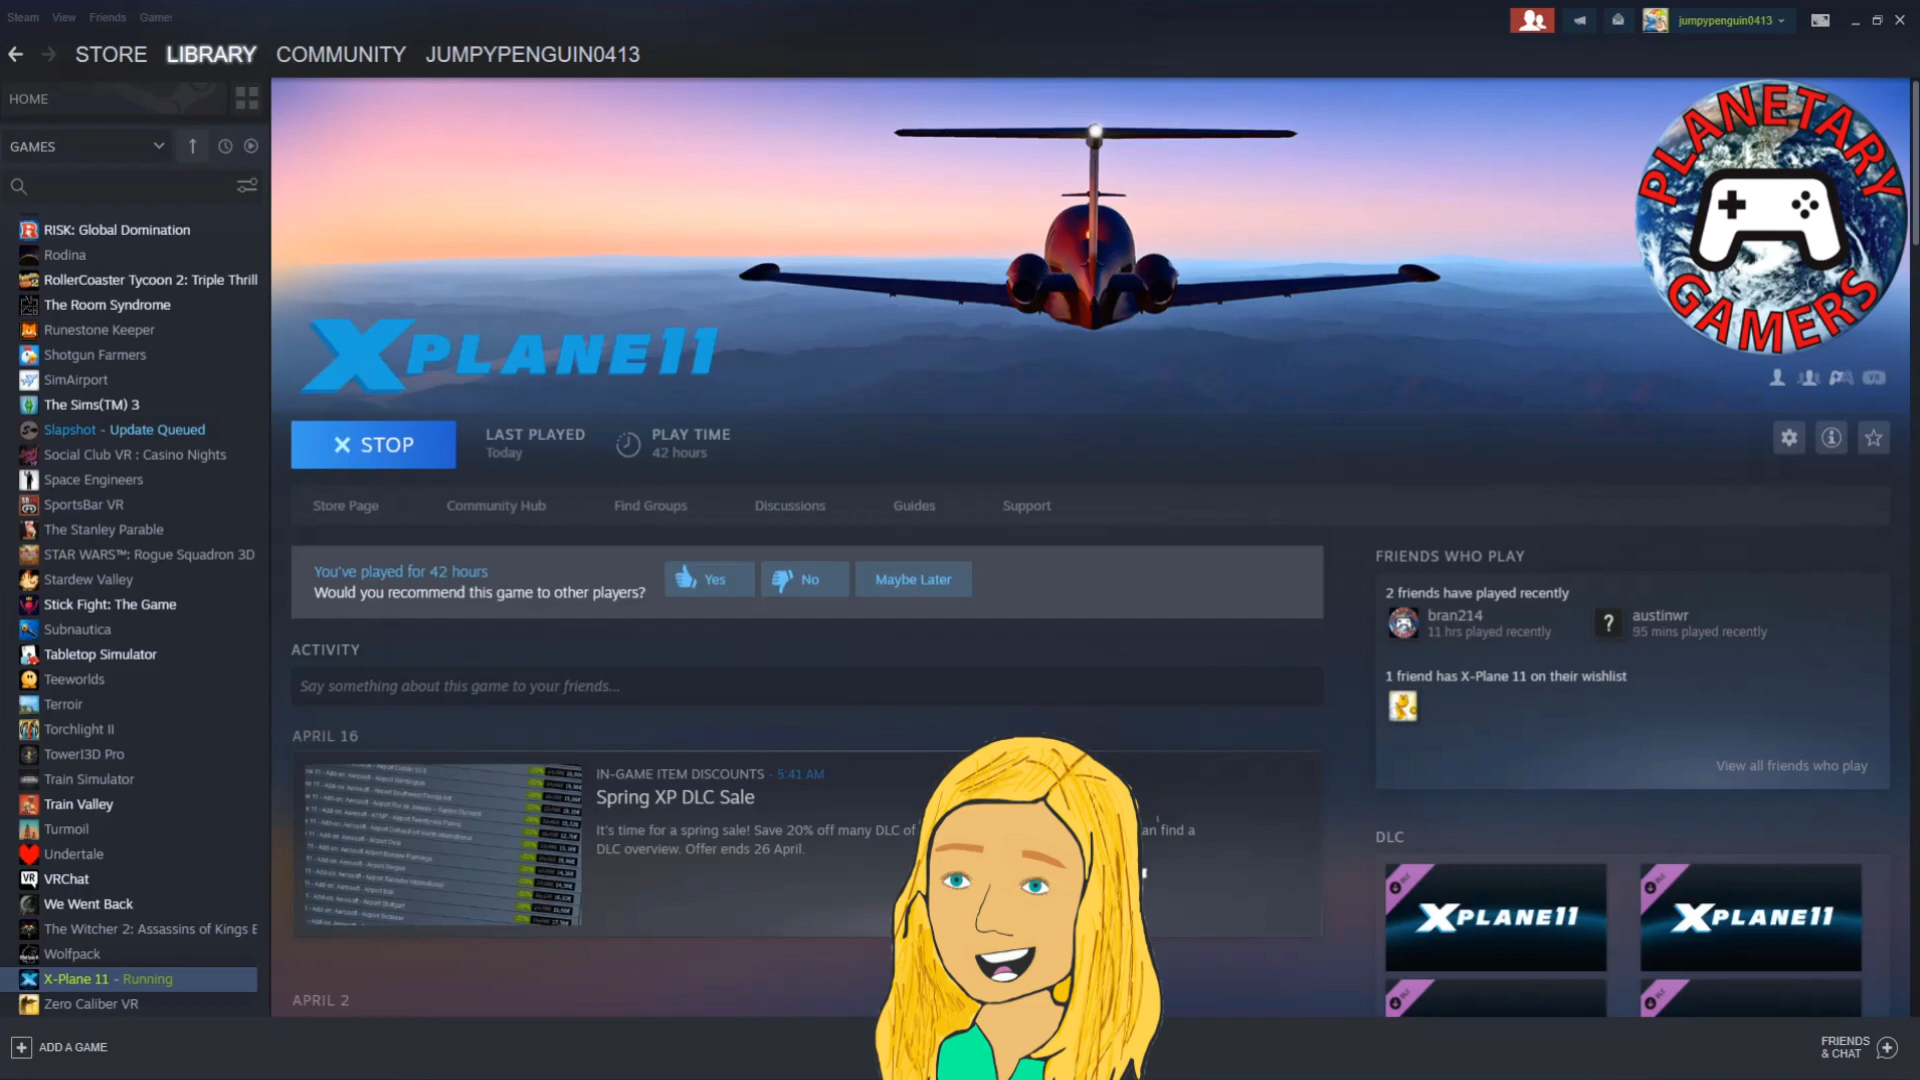 Steam View Friends Games
jumpypenguin0413
STORE LIBRARY COMMUNITY JUMPYPENGUIN0413
HOME
GAMES
RISK: Global Domination
Rodina
RollerCoaster Tycoon 2: Triple Thrill
The Room Syndrome
Runestone Keeper
Shotgun Farmers
SimAirport
The Sims(TM) 3
Slapshot - Update Queued
Social Club VR : Casino Nights
Space Engineers
SportsBar VR
The Stanley Parable
STAR WARS™: Rogue Squadron 3D
Stardew Valley
Stick Fight: The Game
Subnautica
Tabletop Simulator
Teeworlds
Terroir
Torchlight II
Tower!3D Pro
Train Simulator
Train Valley
Turmoil
Undertale
VRChat
We Went Back
The Witcher 2: Assassins of Kings E
Wolfpack
X-Plane 11 - Running
Zero Caliber VR
ADD A GAME
PLANETARY
GAMERS
XPLANE11
STOP
LAST PLAYED
Today
PLAY TIME
42 hours
Store Page Community Hub Find Groups Discussions Guides Support
You've played for 42 hours
Would you recommend this game to other players?
Yes No Maybe Later
ACTIVITY
Say something about this game to your friends...
APRIL 16
IN-GAME ITEM DISCOUNTS - 5:41 AM
Spring XP DLC Sale
It's time for a spring sale! Save 20% off many DLC of an find a
DLC overview. Offer ends 26 April.
APRIL 2
FRIENDS WHO PLAY
2 friends have played recently
bran214
11 hrs played recently
austinwr
95 mins played recently
1 friend has X-Plane 11 on their wishlist
View all friends who play
DLC
XPLANE11
XPLANE11
FRIENDS
& CHAT